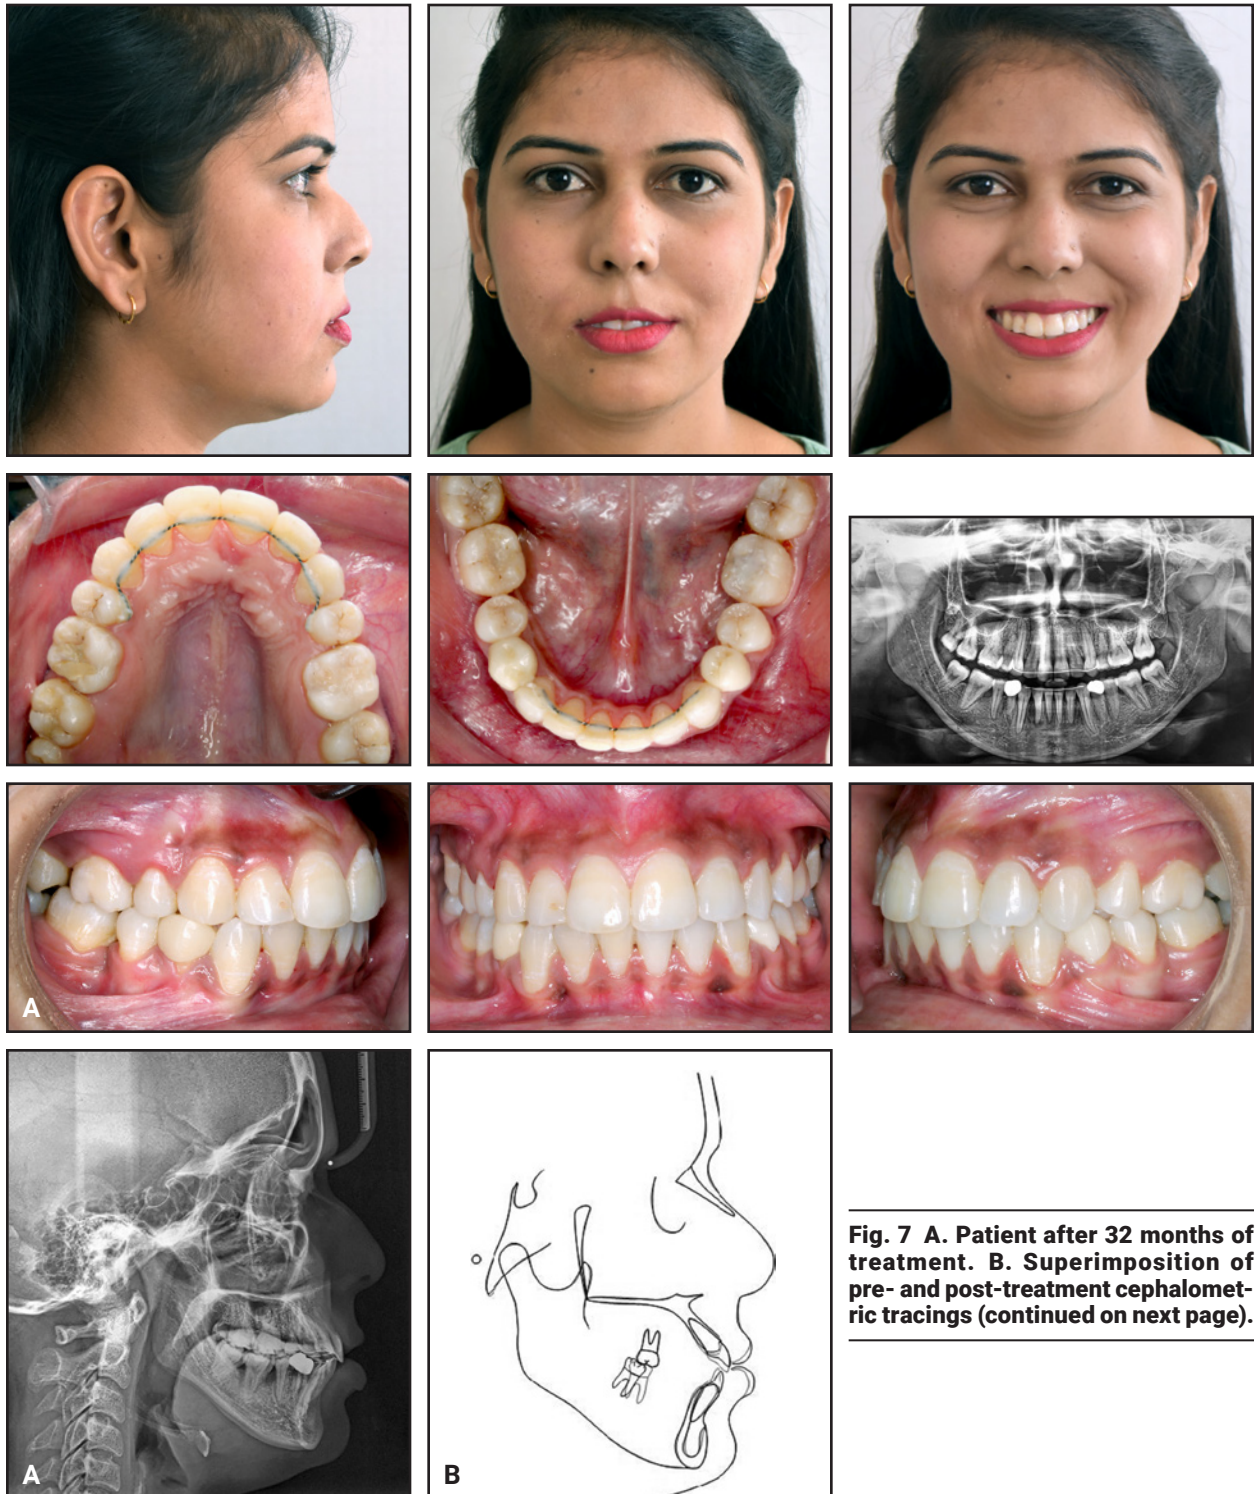 A
A
B
Fig. 7 A. Patient after 32 months of
treatment. B. Superimposition of
pre- and post-treatment cephalomet-
ric tracings (continued on next page).